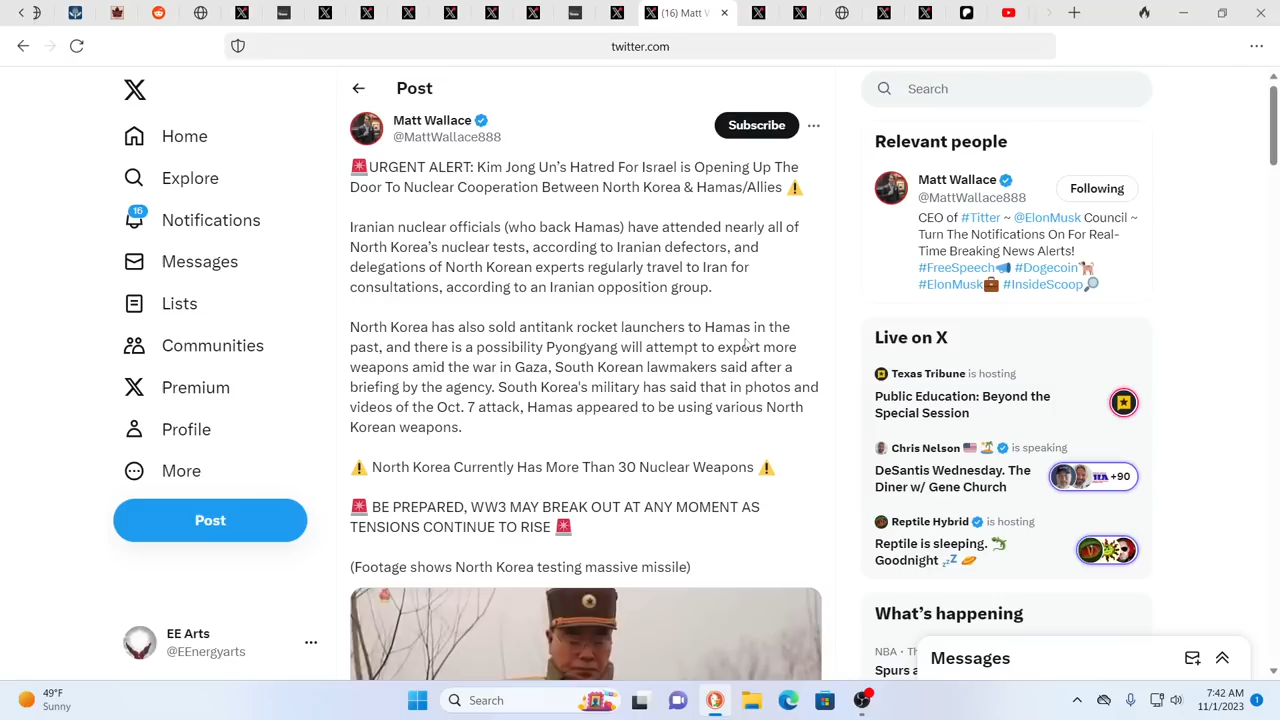 (16) Matt W
twitter.com
Post
Search
Matt Wallace
@MattWallace888
Subscribe
🚨URGENT ALERT: Kim Jong Un’s Hatred For Israel is Opening Up The
Door To Nuclear Cooperation Between North Korea & Hamas/Allies ⚠️
Iranian nuclear officials (who back Hamas) have attended nearly all of
North Korea’s nuclear tests, according to Iranian defectors, and
delegations of North Korean experts regularly travel to Iran for
consultations, according to an Iranian opposition group.
North Korea has also sold antitank rocket launchers to Hamas in the
past, and there is a possibility Pyongyang will attempt to export more
weapons amid the war in Gaza, South Korean lawmakers said after a
briefing by the agency. South Korea's military has said that in photos and
videos of the Oct. 7 attack, Hamas appeared to be using various North
Korean weapons.
⚠️ North Korea Currently Has More Than 30 Nuclear Weapons ⚠️
🚨 BE PREPARED, WW3 MAY BREAK OUT AT ANY MOMENT AS
TENSIONS CONTINUE TO RISE 🚨
(Footage shows North Korea testing massive missile)
Home
Explore
16
Notifications
Messages
Lists
Communities
Premium
Profile
More
Post
EE Arts
@EEnergyarts
Relevant people
Matt Wallace
@MattWallace888
Following
CEO of #Titter ~ @ElonMusk Council ~
Turn The Notifications On For Real-
Time Breaking News Alerts!
#FreeSpeech📣 #Dogecoin🐕
#ElonMusk💼 #InsideScoop🔎
Live on X
Texas Tribune is hosting
Public Education: Beyond the
Special Session
Chris Nelson 🇺🇸 🏝️ is speaking
DeSantis Wednesday. The
Diner w/ Gene Church
+90
Reptile Hybrid is hosting
Reptile is sleeping. 🦎
Goodnight 💤 🌭
What’s happening
NBA · Th
Spurs a
Messages
49°F
Sunny
Search
7:42 AM
11/1/2023
1